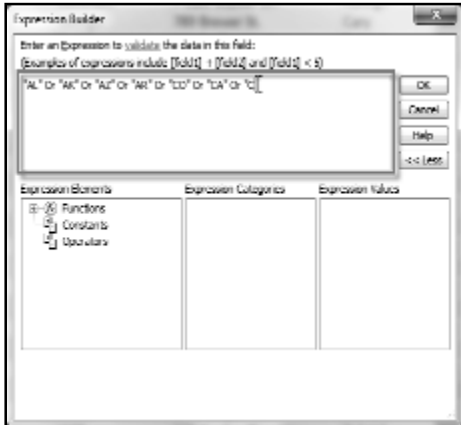 Expression Builder
Enter an Expression to validate the data in this field:
(Examples of expressions include [field1] + [field2] and [field1] < 5)
"AL" Or "AK" Or "AZ" Or "AR" Or "CO" Or "CA" Or "C
OK
Cancel
Help
<< Less
Expression Elements Expression Categories Expression Values
Functions
Constants
Operators